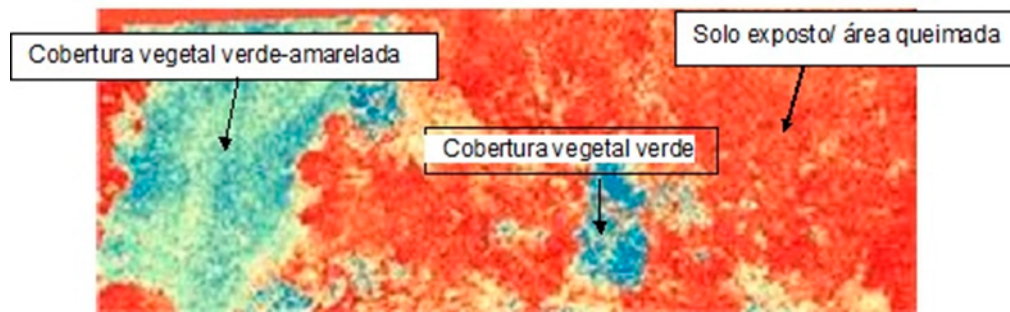 Solo exposto/ área queimada
Cobertura vegetal verde-amarelada
Cobertura vegetal verde